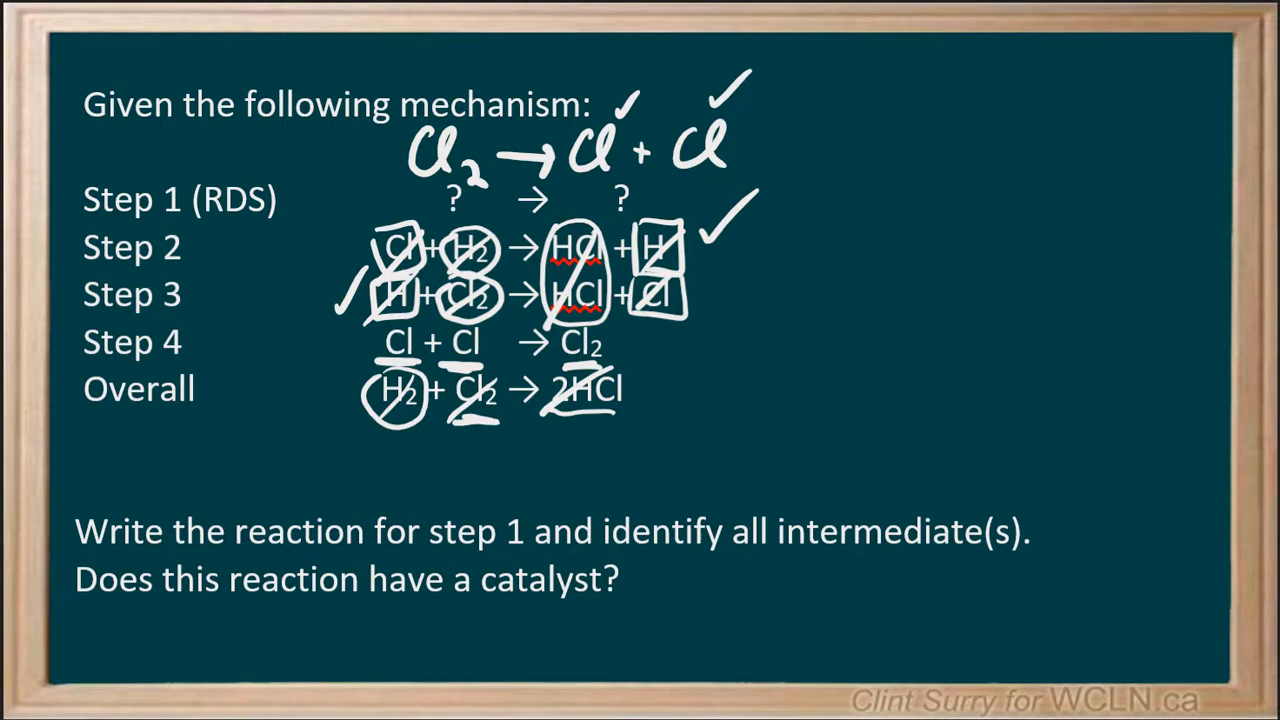 Given the following mechanism:
Cl₂ → Cl + Cl
Step 1 (RDS) ? → ?
Step 2 Cl + H₂ → HCl + H
Step 3 H + Cl₂ → HCl + Cl
Step 4 Cl + Cl → Cl₂
Overall H₂ + Cl₂ → 2HCl
Write the reaction for step 1 and identify all intermediate(s).
Does this reaction have a catalyst?
Clint Surry for WCLN.ca